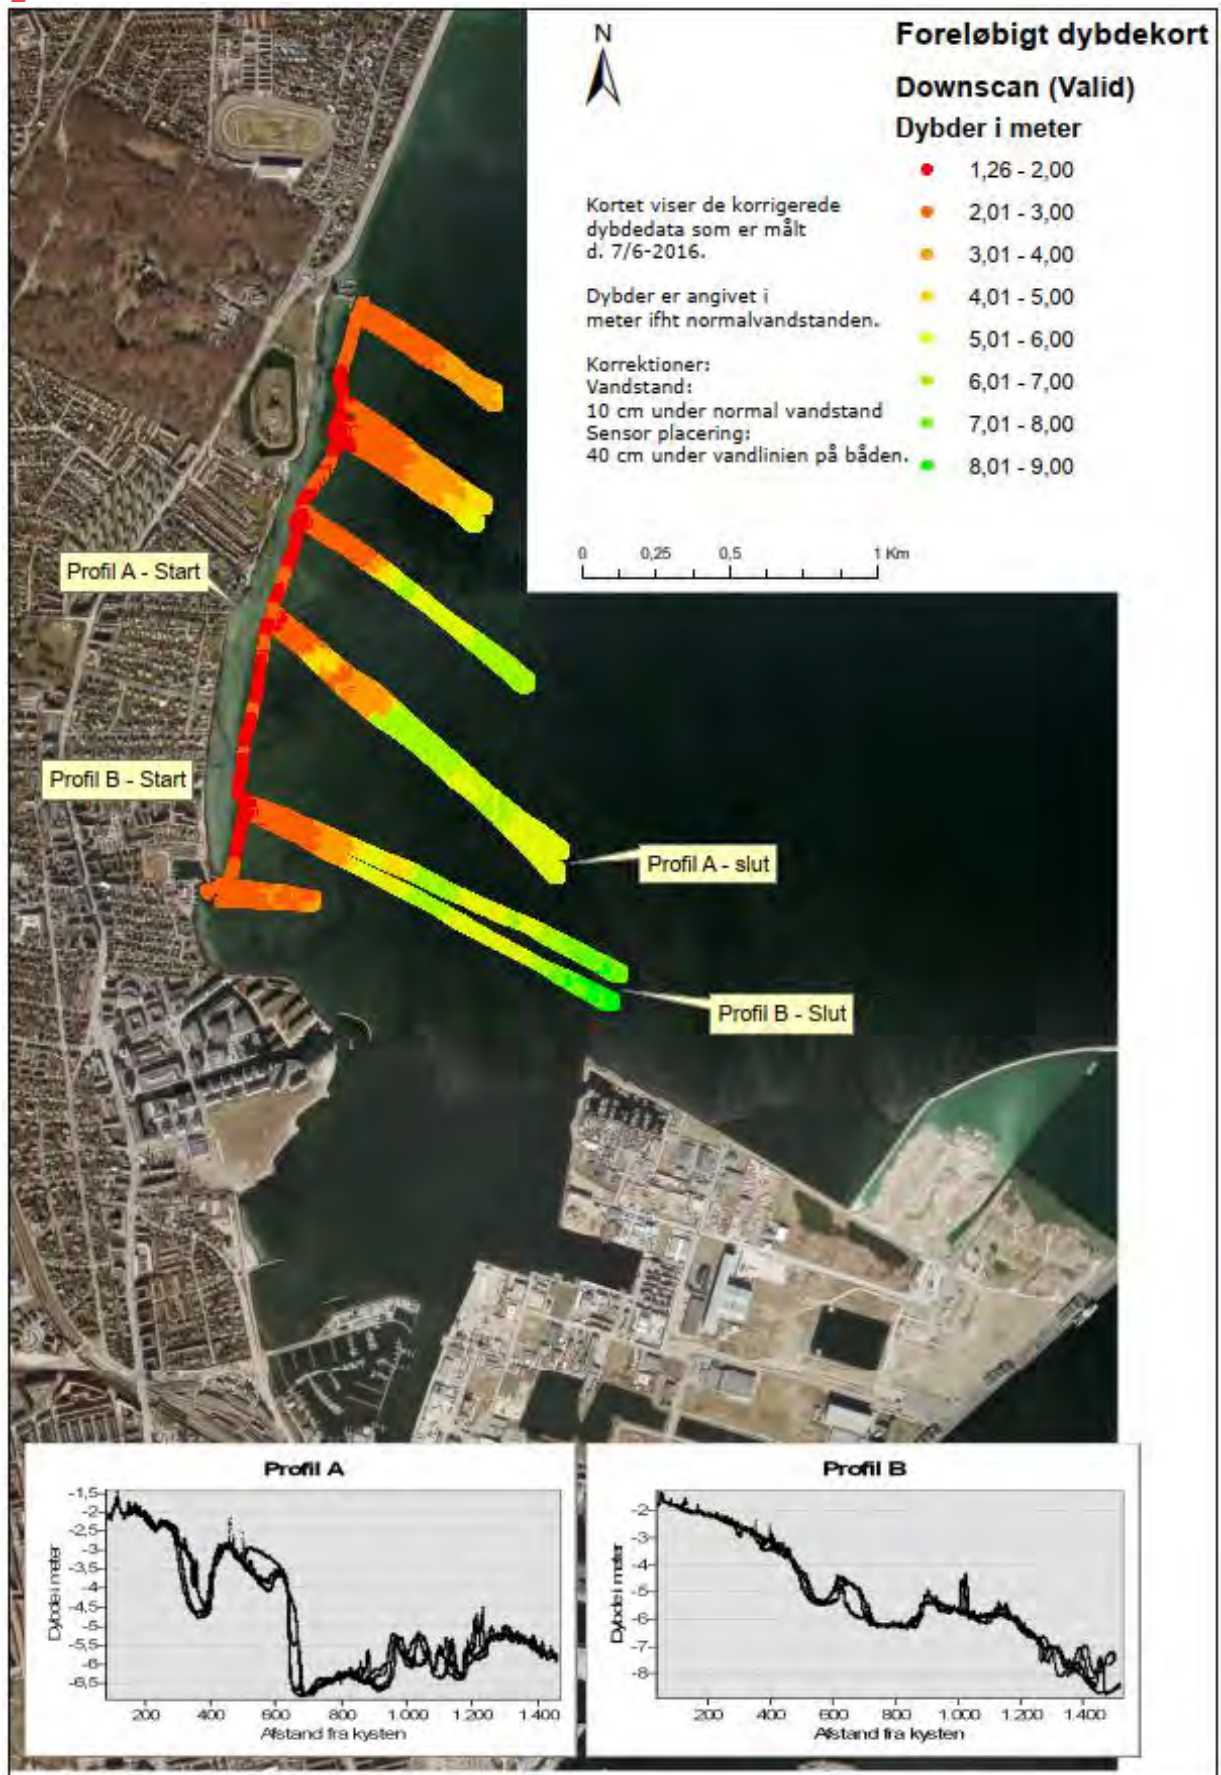 N
Foreløbigt dybdekort
Downscan (Valid)
Dybder i meter
1,26 - 2,00
2,01 - 3,00
3,01 - 4,00
4,01 - 5,00
5,01 - 6,00
6,01 - 7,00
7,01 - 8,00
8,01 - 9,00
Kortet viser de korrigerede
dybdedata som er målt
d. 7/6-2016.
Dybder er angivet i
meter ifht normalvandstanden.
Korrektioner:
Vandstand:
10 cm under normal vandstand
Sensor placering:
40 cm under vandlinien på båden.
0 0,25 0,5 1 Km
Profil A - Start
Profil B - Start
Profil A - slut
Profil B - Slut
Profil A
-1,5
-2
-2,5
-3
-3,5
-4
-4,5
-5
-5,5
-6
-6,5
Dybde i meter
200 400 600 800 1.000 1.200 1.400
Afstand fra kysten
Profil B
-2
-3
-4
-5
-6
-7
-8
Dybde i meter
200 400 600 800 1.000 1.200 1.400
Afstand fra kysten